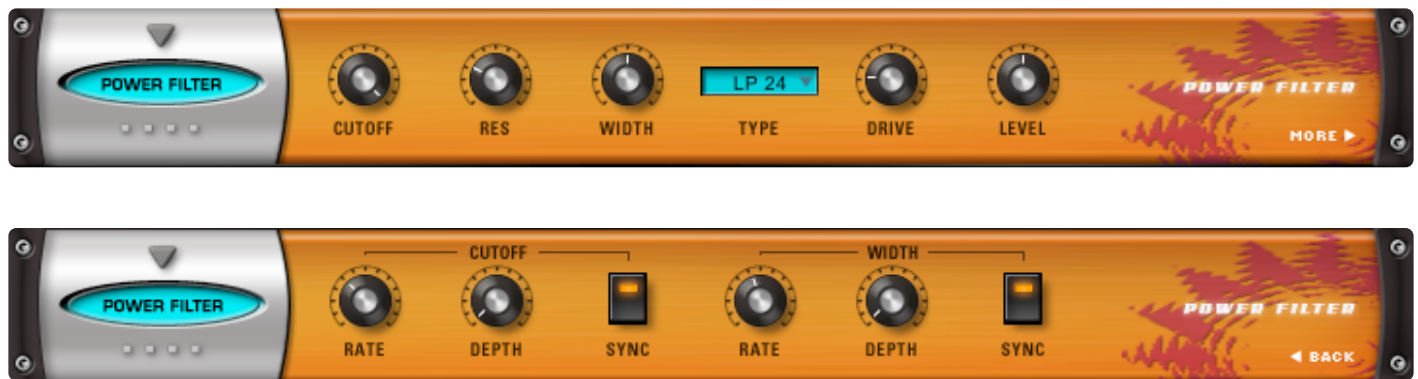 POWER FILTER
LP 24
CUTOFF RES WIDTH TYPE DRIVE LEVEL
POWER FILTER
MORE
CUTOFF WIDTH
POWER FILTER
RATE DEPTH SYNC RATE DEPTH SYNC
POWER FILTER
BACK